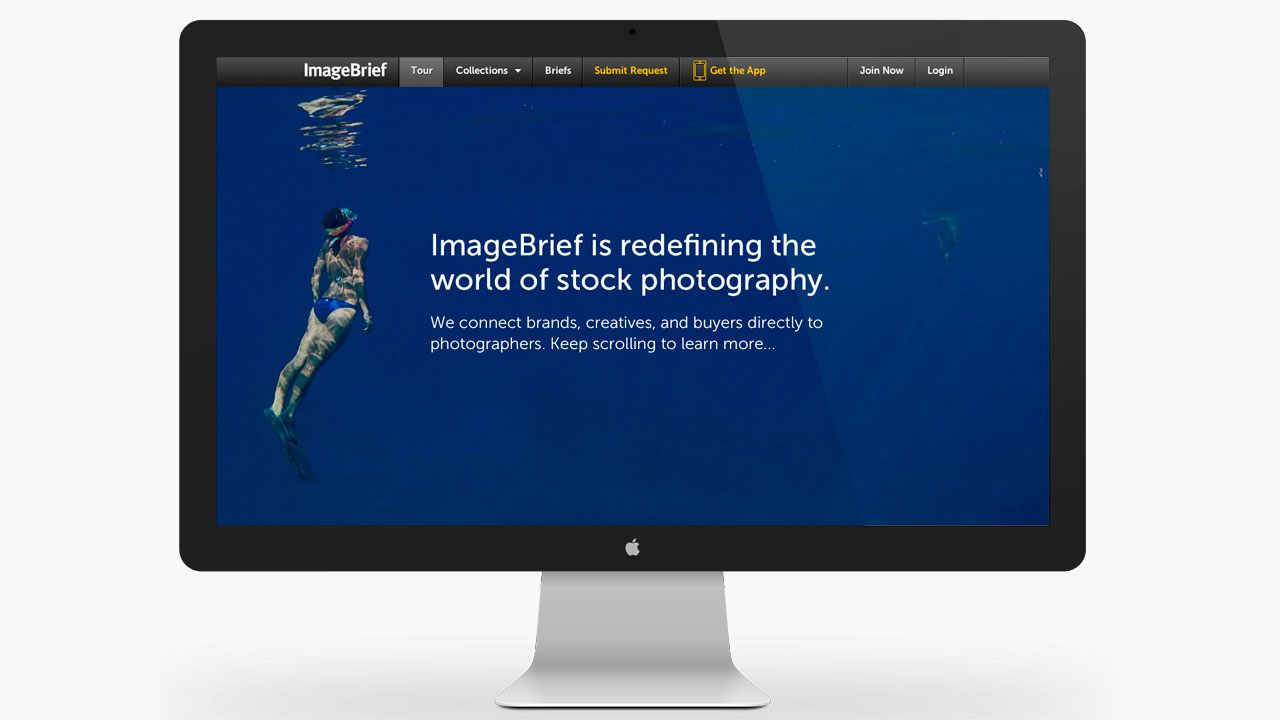 ImageBrief Tour Collections Briefs Submit Request Get the App Join Now Login
ImageBrief is redefining the
world of stock photography.
We connect brands, creatives, and buyers directly to
photographers. Keep scrolling to learn more...